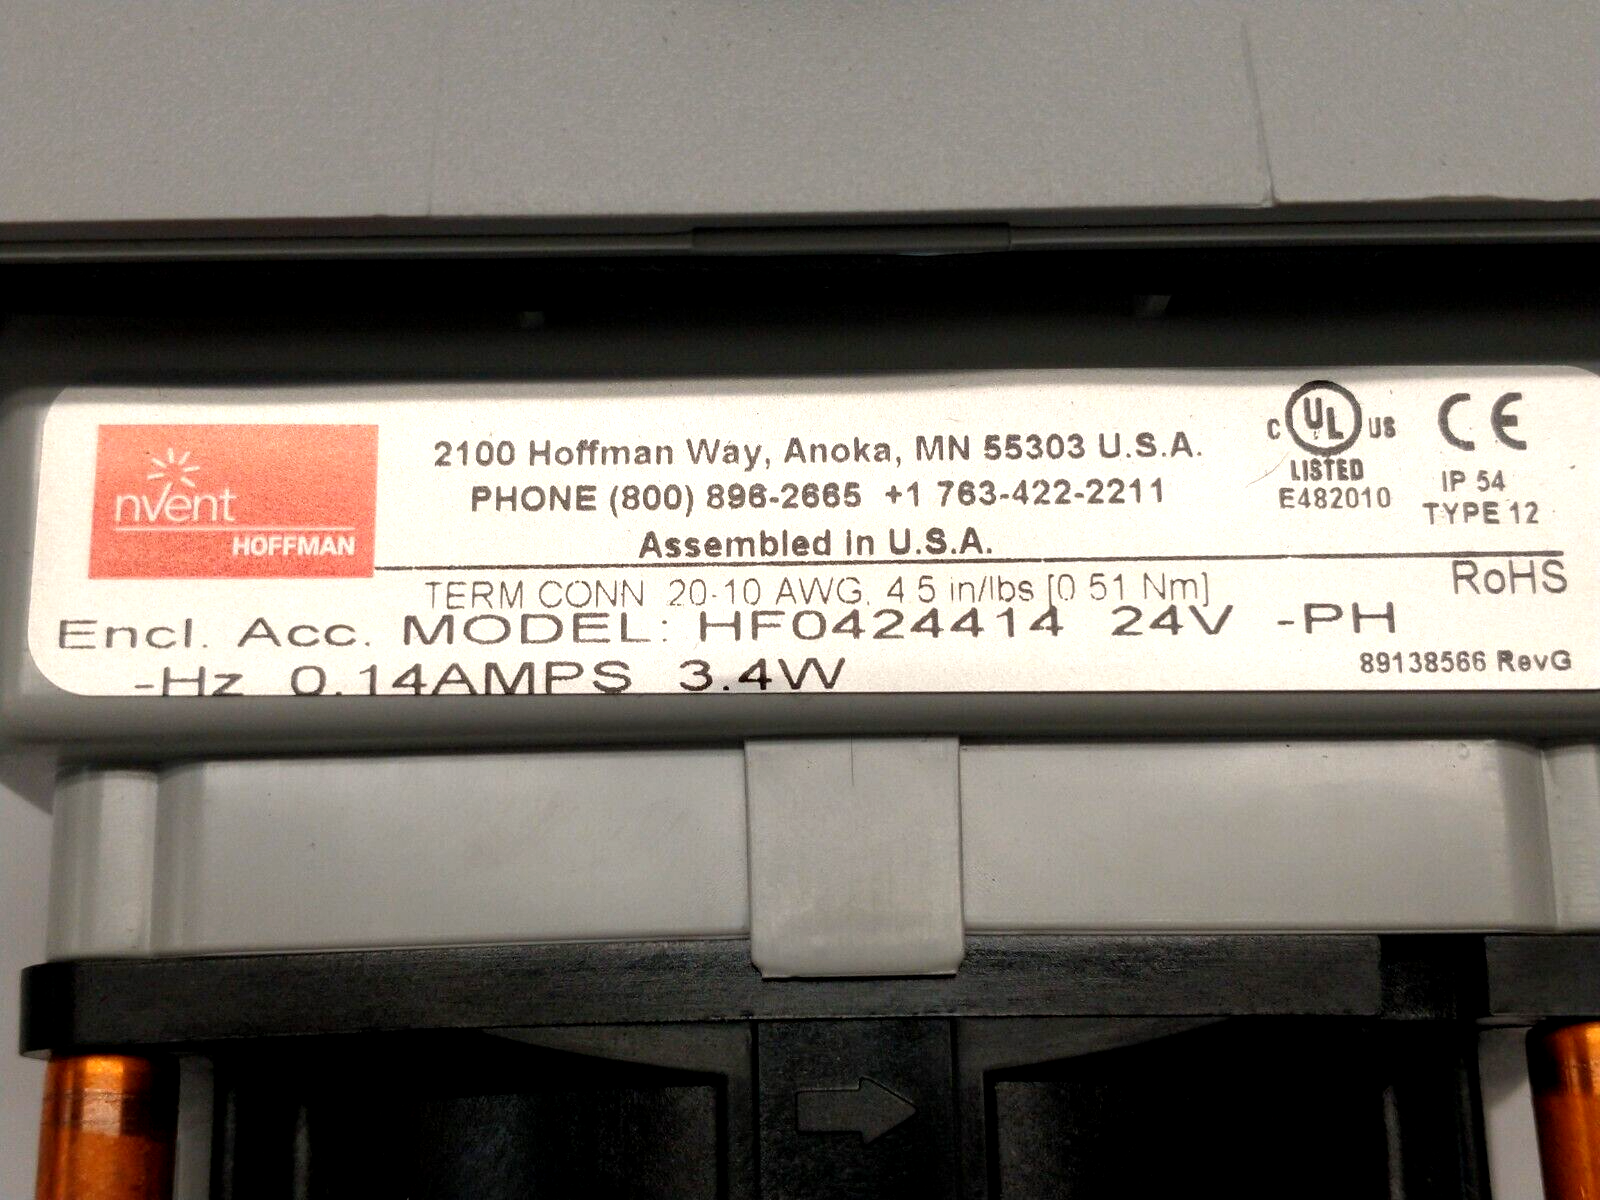 nvent
HOFFMAN
2100 Hoffman Way, Anoka, MN 55303 U.S.A.
PHONE (800) 896-2665 +1 763-422-2211
Assembled in U.S.A.
C UL US
LISTED
E482010
CE
IP 54
TYPE 12
RoHS
TERM CONN 20-10 AWG, 4.5 in/lbs [0.51 Nm]
Encl. Acc. MODEL: HF0424414 24V -PH
-Hz 0.14AMPS 3.4W
89138566 RevG